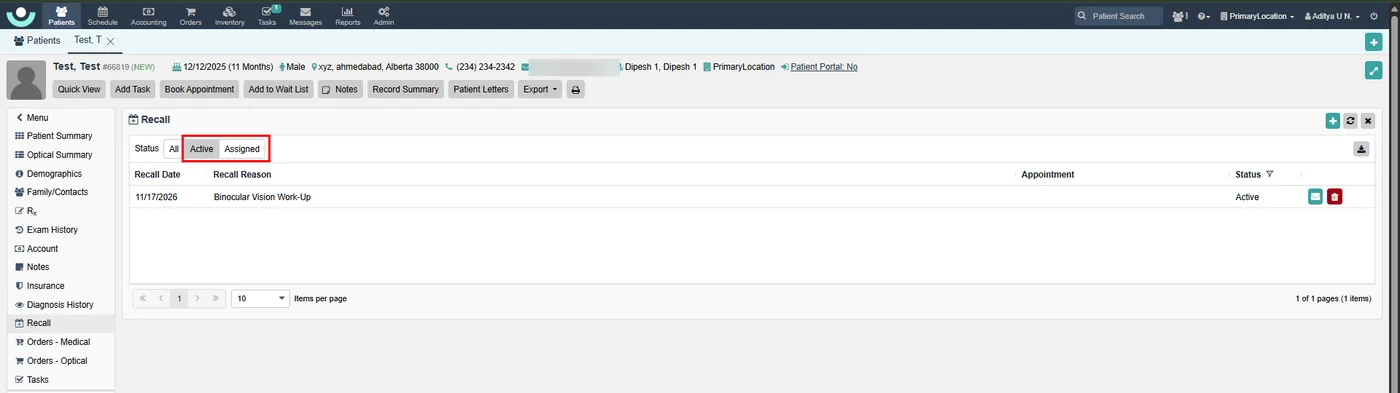 Patients Schedule Accounting Orders Inventory Tasks 1 Messages Reports Admin Patient Search PrimaryLocation Aditya U N.
Patients Test, T
Test, Test #66819 (NEW) 12/12/2025 (11 Months) Male xyz, ahmedabad, Alberta 38000 (234) 234-2342 Dipesh 1, Dipesh 1 PrimaryLocation Patient Portal: No
Quick View Add Task Book Appointment Add to Wait List Notes Record Summary Patient Letters Export
Menu
Patient Summary
Optical Summary
Demographics
Family/Contacts
Rx
Exam History
Account
Notes
Insurance
Diagnosis History
Recall
Orders - Medical
Orders - Optical
Tasks
Recall
Status All Active Assigned
Recall Date Recall Reason Appointment Status
11/17/2026 Binocular Vision Work-Up Active
1 10 Items per page 1 of 1 pages (1 items)